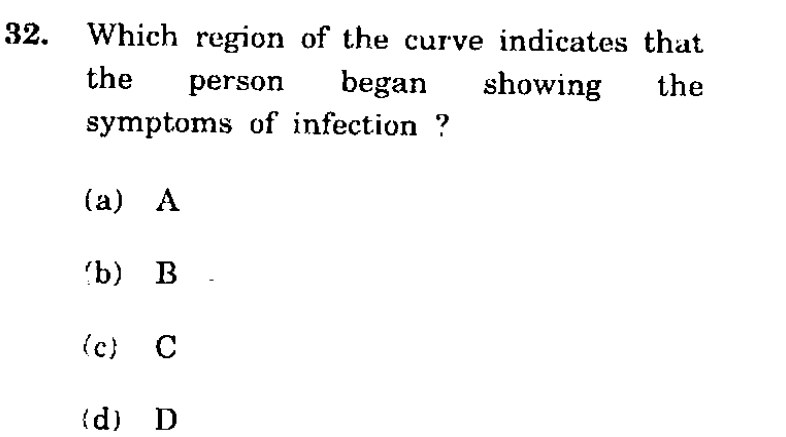 32. Which region of the curve indicates that
the person began showing the
symptoms of infection ?
(a) A
(b) B
(c) C
(d) D